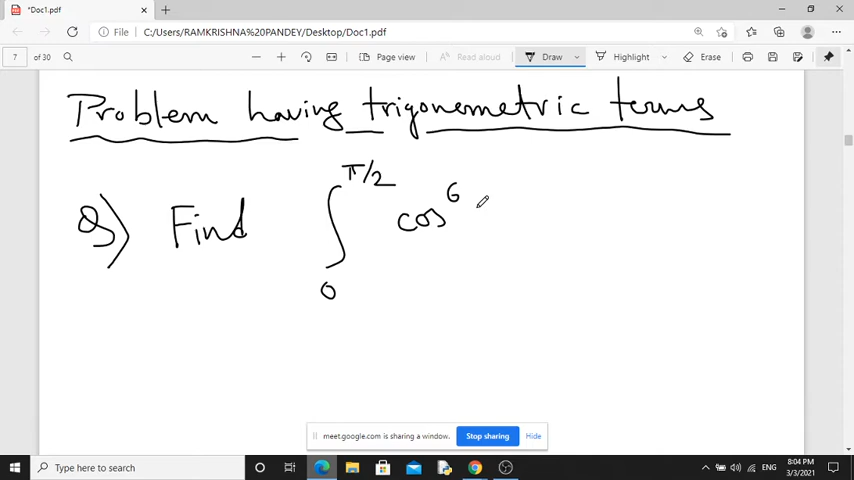 *Doc1.pdf
File C:/Users/RAMKRISHNA%20PANDEY/Desktop/Doc1.pdf
7 of 30 Page view Read aloud Draw Highlight Erase
Problem having trigonometric terms
Q) Find ∫₀^π/2 cos⁶
meet.google.com is sharing a window. Stop sharing Hide
Type here to search ENG 8:04 PM
3/3/2021